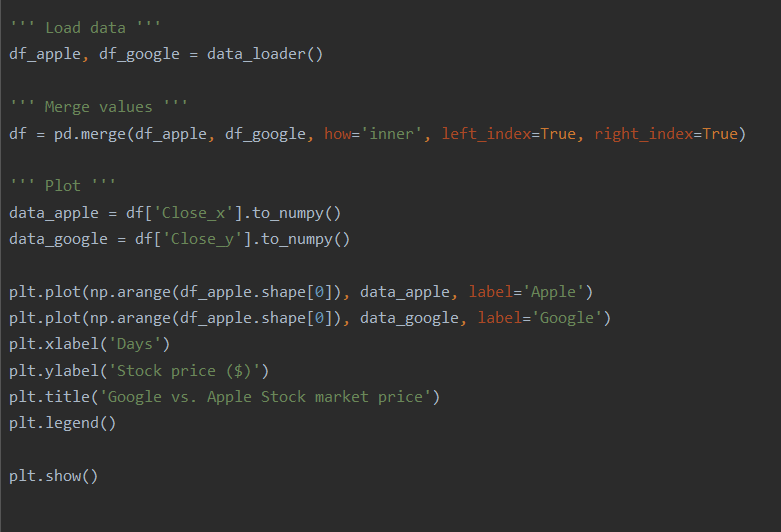 ''' Load data '''
df_apple, df_google = data_loader()
''' Merge values '''
df = pd.merge(df_apple, df_google, how='inner', left_index=True, right_index=True)
''' Plot '''
data_apple = df['Close_x'].to_numpy()
data_google = df['Close_y'].to_numpy()
plt.plot(np.arange(df_apple.shape[0]), data_apple, label='Apple')
plt.plot(np.arange(df_apple.shape[0]), data_google, label='Google')
plt.xlabel('Days')
plt.ylabel('Stock price ($)')
plt.title('Google vs. Apple Stock market price')
plt.legend()
plt.show()